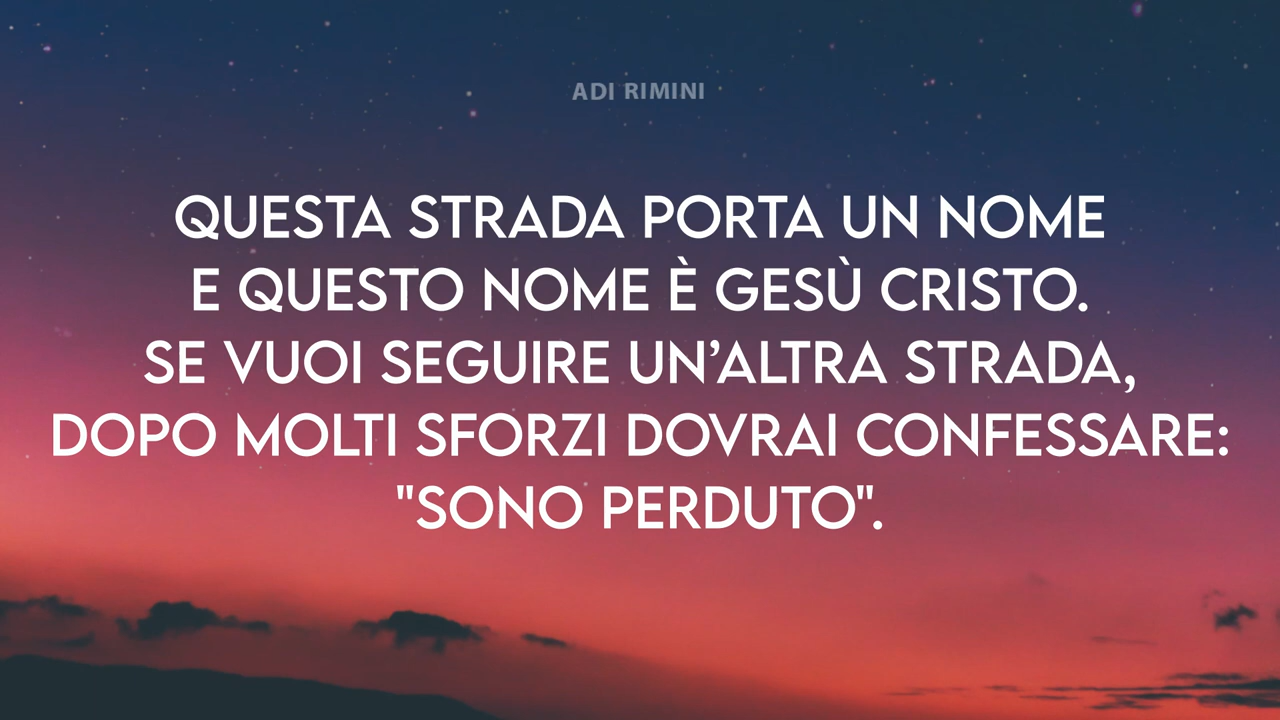 ADI RIMINI
QUESTA STRADA PORTA UN NOME
E QUESTO NOME È GESÙ CRISTO.
SE VUOI SEGUIRE UN’ALTRA STRADA,
DOPO MOLTI SFORZI DOVRAI CONFESSARE:
"SONO PERDUTO".